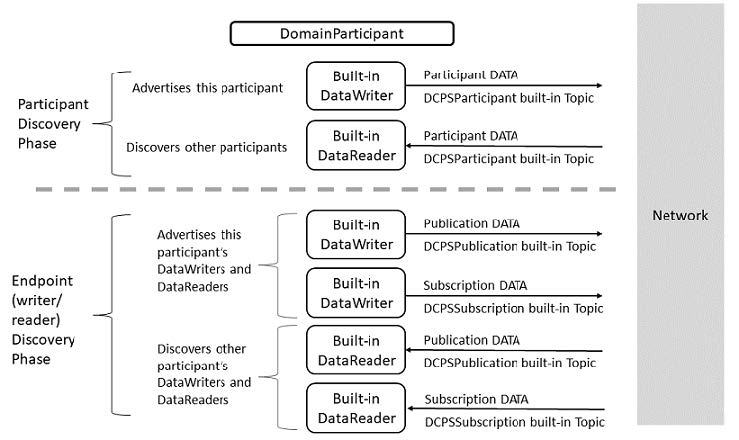 DomainParticipant
Participant
Discovery
Phase
Advertises this participant
Built-in
DataWriter
Participant DATA
DCPSParticipant built-in Topic
Discovers other participants
Built-in
DataReader
Participant DATA
DCPSParticipant built-in Topic
Network
Endpoint
(writer/
reader)
Discovery
Phase
Advertises this
participant's
DataWriters and
DataReaders
Built-in
DataWriter
Publication DATA
DCPSPublication built-in Topic
Built-in
DataWriter
Subscription DATA
DCPSSubscription built-in Topic
Discovers other
participant's
DataWriters and
DataReaders
Built-in
DataReader
Publication DATA
DCPSPublication built-in Topic
Built-in
DataReader
Subscription DATA
DCPSSubscription built-in Topic